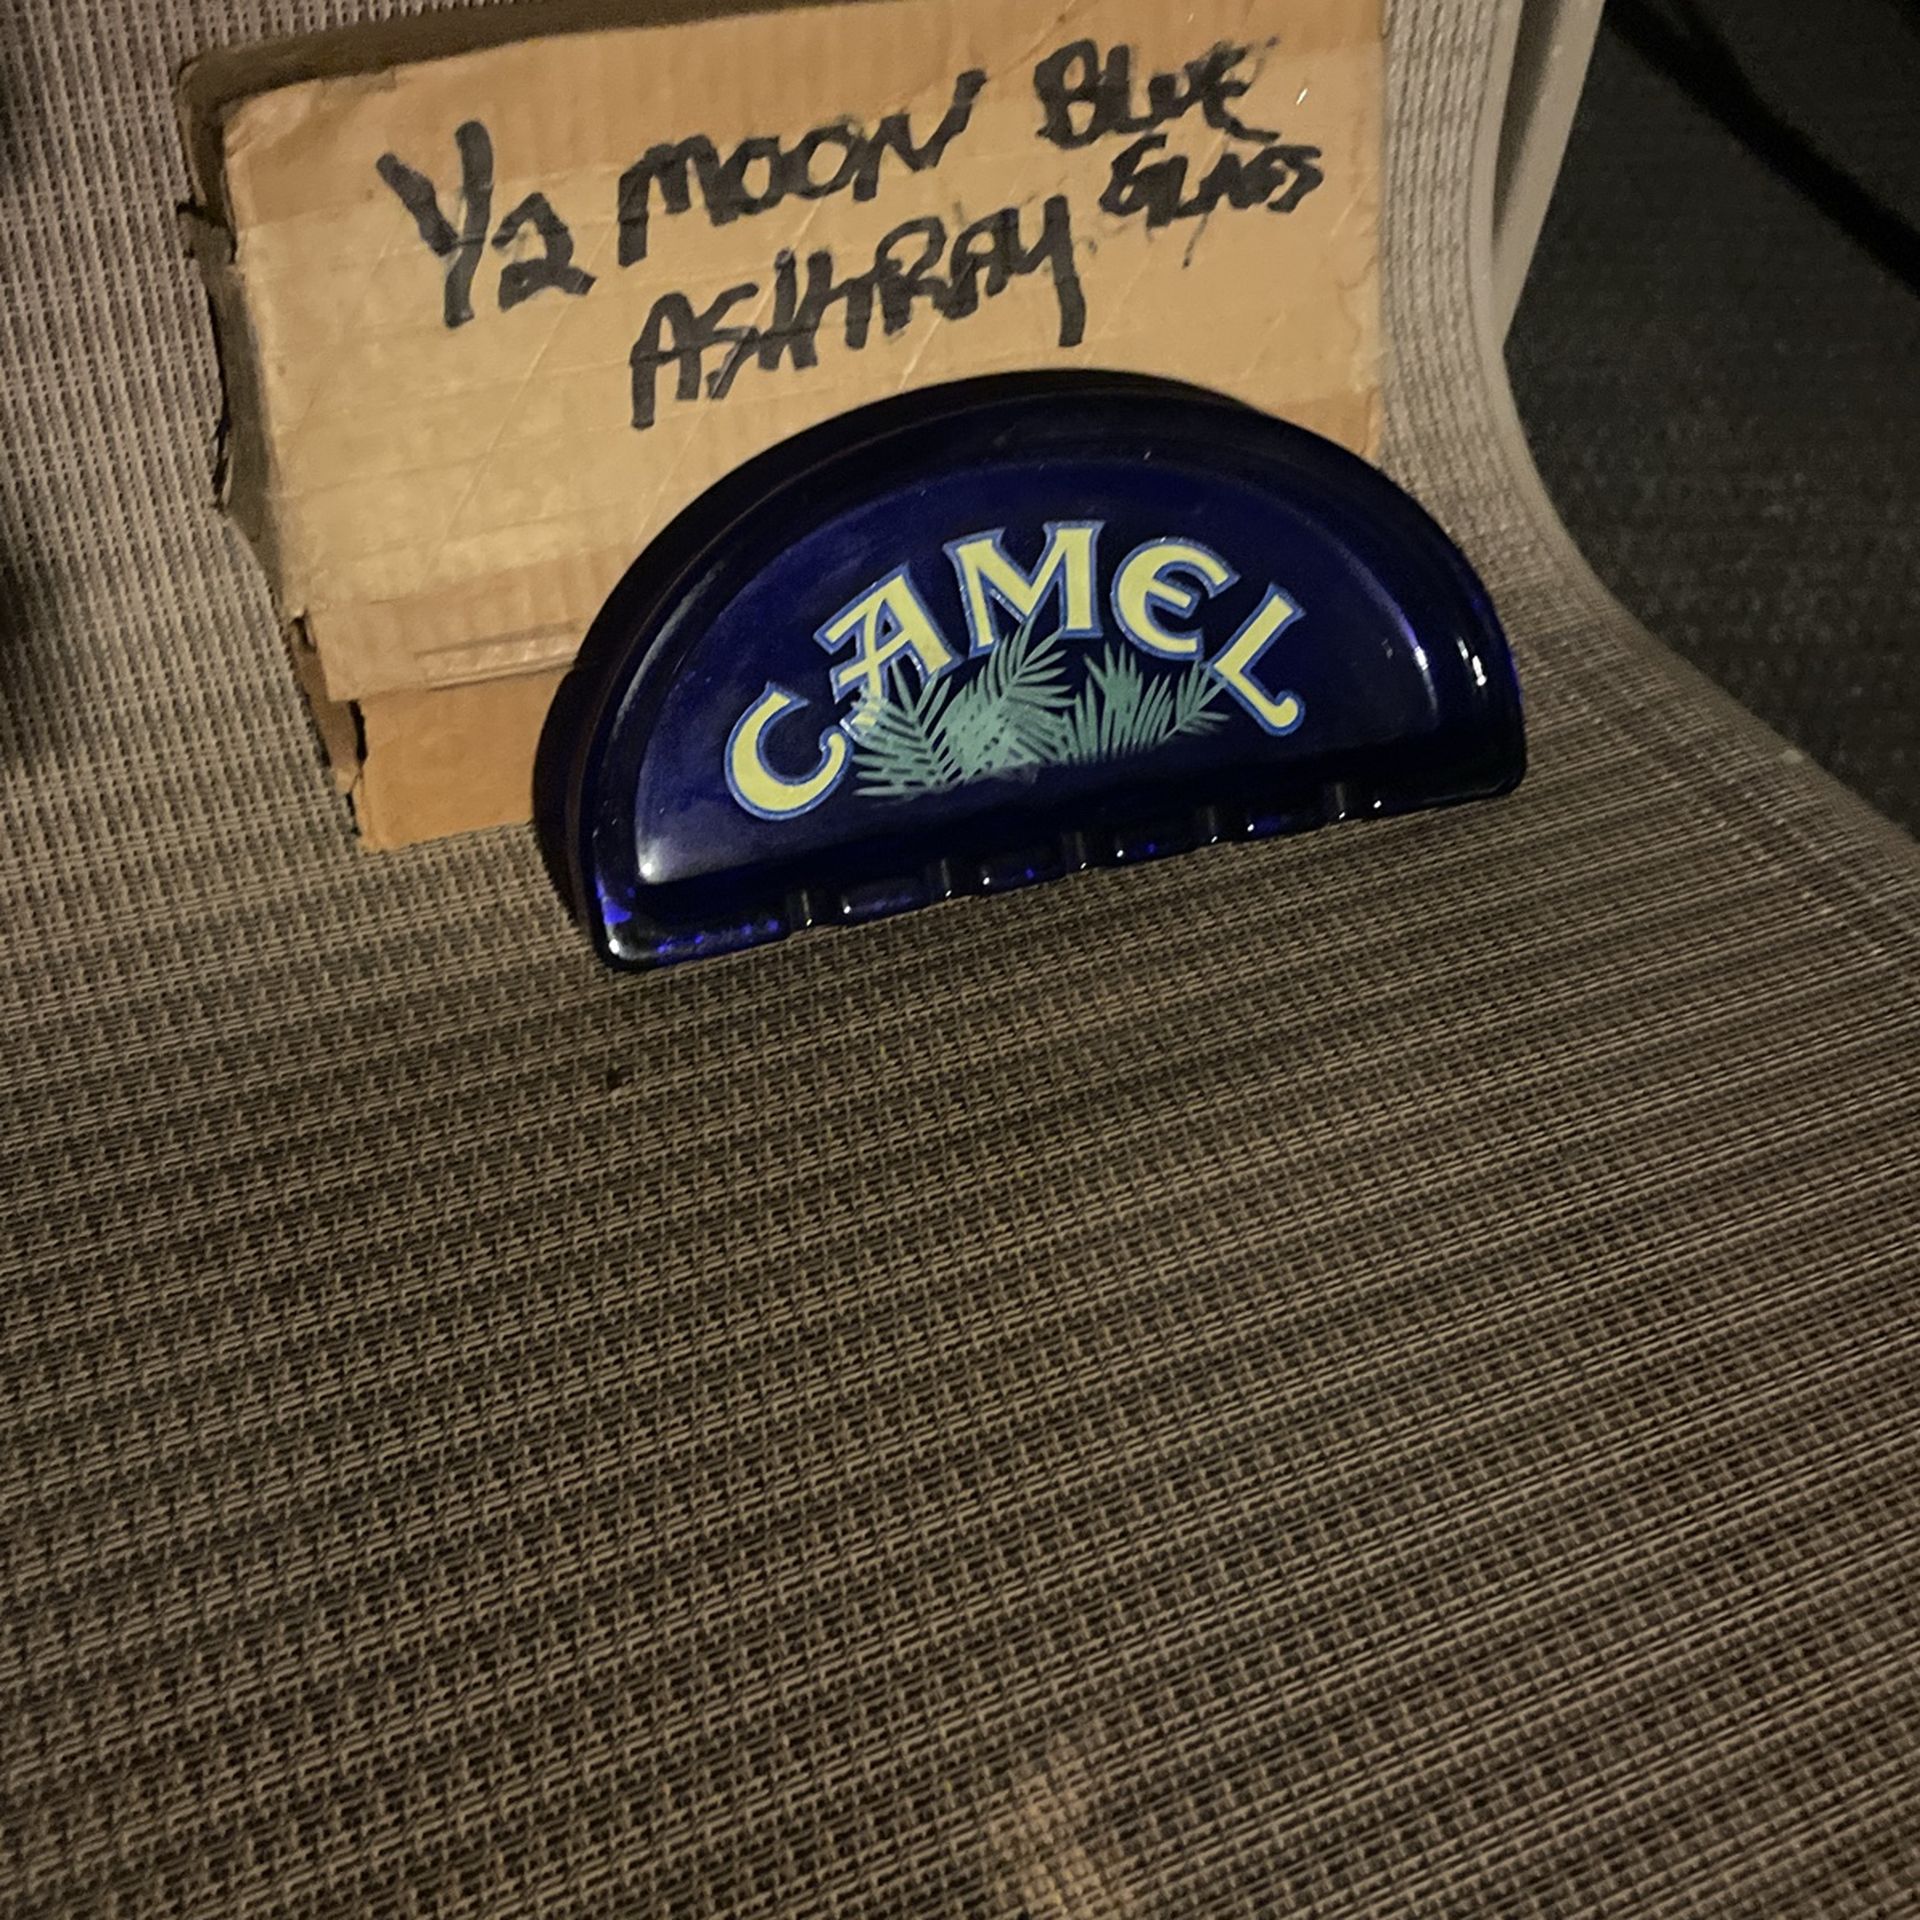 1/2 MOON BLUE
GLASS
ASHTRAY
CAMEL